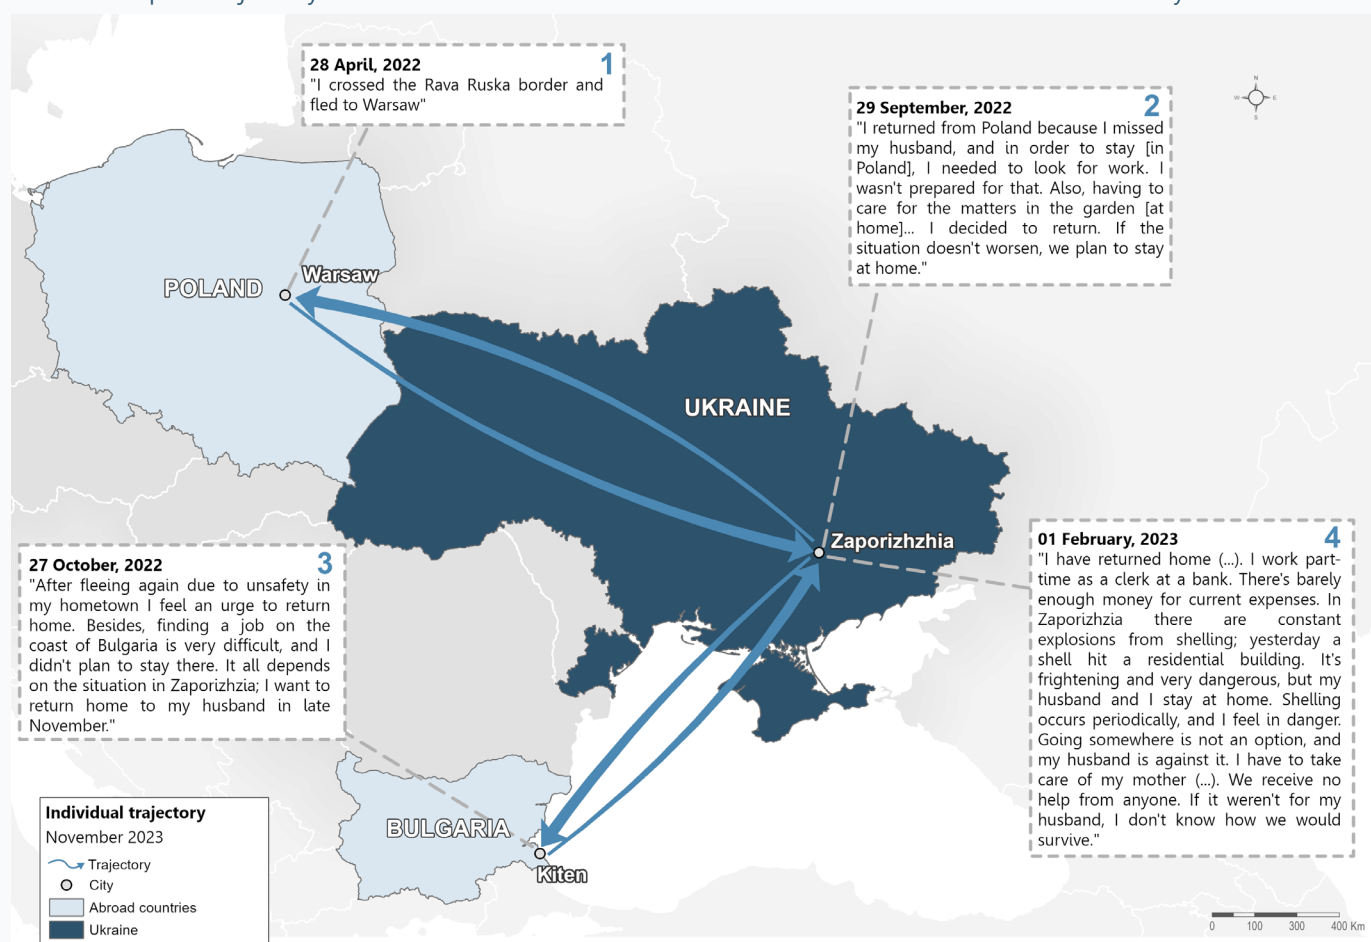 28 April, 2022
1
"I crossed the Rava Ruska border and
fled to Warsaw"
29 September, 2022
2
"I returned from Poland because I missed
my husband, and in order to stay [in
Poland], I needed to look for work. I
wasn't prepared for that. Also, having to
care for the matters in the garden [at
home]... I decided to return. If the
situation doesn't worsen, we plan to stay
at home."
N
W
E
S
POLAND
Warsaw
UKRAINE
Zaporizhzhia
27 October, 2022
3
"After fleeing again due to unsafety in
my hometown I feel an urge to return
home. Besides, finding a job on the
coast of Bulgaria is very difficult, and I
didn't plan to stay there. It all depends
on the situation in Zaporizhzia; I want to
return home to my husband in late
November."
01 February, 2023
4
"I have returned home (...). I work part-
time as a clerk at a bank. There's barely
enough money for current expenses. In
Zaporizhzia there are constant
explosions from shelling; yesterday a
shell hit a residential building. It's
frightening and very dangerous, but my
husband and I stay at home. Shelling
occurs periodically, and I feel in danger.
Going somewhere is not an option, and
my husband is against it. I have to take
care of my mother (...). We receive no
help from anyone. If it weren't for my
husband, I don't know how we would
survive."
BULGARIA
Kiten
Individual trajectory
November 2023
Trajectory
City
Abroad countries
Ukraine
0 100 300 400 Km